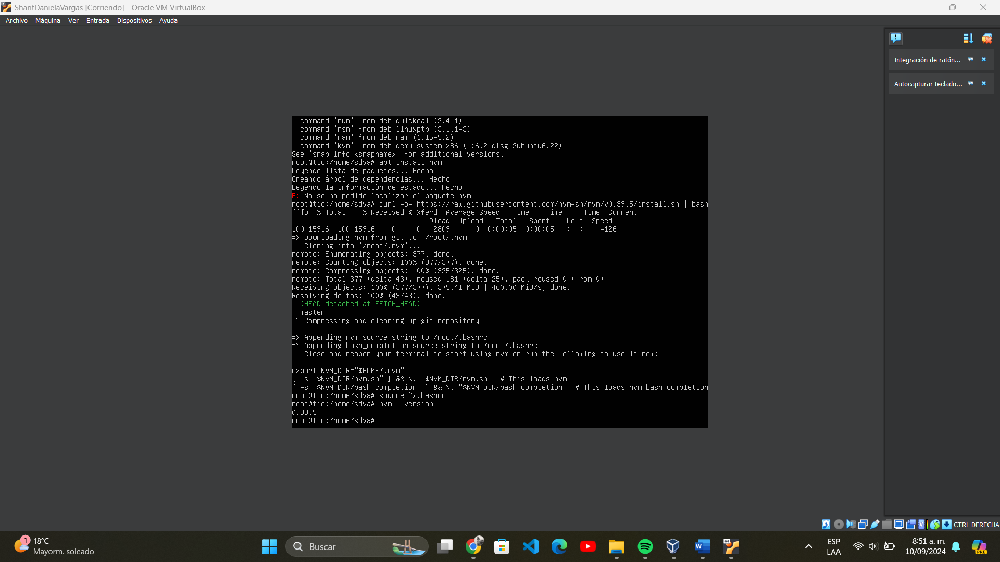 SharitDanielaVargas [Corriendo] - Oracle VM VirtualBox
Archivo Máquina Ver Entrada Dispositivos Ayuda
Integración de ratón...
Autocapturar teclado...
command 'num' from deb quickcal (2.4-1)
command 'nsm' from deb linuxptp (3.1.1-3)
command 'nam' from deb nam (1.15-5.2)
command 'kvm' from deb qemu-system-x86 (1:6.2+dfsg-2ubuntu6.22)
See 'snap info <snapname>' for additional versions.
root@tic:/home/sdva# apt install nvm
Leyendo lista de paquetes... Hecho
Creando árbol de dependencias... Hecho
Leyendo la información de estado... Hecho
E: No se ha podido localizar el paquete nvm
root@tic:/home/sdva# curl -o- https://raw.githubusercontent.com/nvm-sh/nvm/v0.39.5/install.sh | bash
^[[D  % Total    % Received % Xferd  Average Speed   Time    Time     Time  Current
Dload  Upload   Total   Spent    Left  Speed
100 15916  100 15916    0     0   2809      0  0:00:05  0:00:05 --:--:--  4126
=> Downloading nvm from git to '/root/.nvm'
=> Cloning into '/root/.nvm'...
remote: Enumerating objects: 377, done.
remote: Counting objects: 100% (377/377), done.
remote: Compressing objects: 100% (325/325), done.
remote: Total 377 (delta 43), reused 181 (delta 25), pack-reused 0 (from 0)
Receiving objects: 100% (377/377), 375.41 KiB | 460.00 KiB/s, done.
Resolving deltas: 100% (43/43), done.
* (HEAD detached at FETCH_HEAD)
master
=> Compressing and cleaning up git repository
=> Appending nvm source string to /root/.bashrc
=> Appending bash_completion source string to /root/.bashrc
=> Close and reopen your terminal to start using nvm or run the following to use it now:
export NVM_DIR="$HOME/.nvm"
[ -s "$NVM_DIR/nvm.sh" ] && \. "$NVM_DIR/nvm.sh"  # This loads nvm
[ -s "$NVM_DIR/bash_completion" ] && \. "$NVM_DIR/bash_completion"  # This loads nvm bash_completion
root@tic:/home/sdva# source ~/.bashrc
root@tic:/home/sdva# nvm --version
0.39.5
root@tic:/home/sdva#
CTRL DERECHA
1
18°C
Mayorm. soleado
Buscar
64
ESP
LAA
8:51 a. m.
10/09/2024
PRE